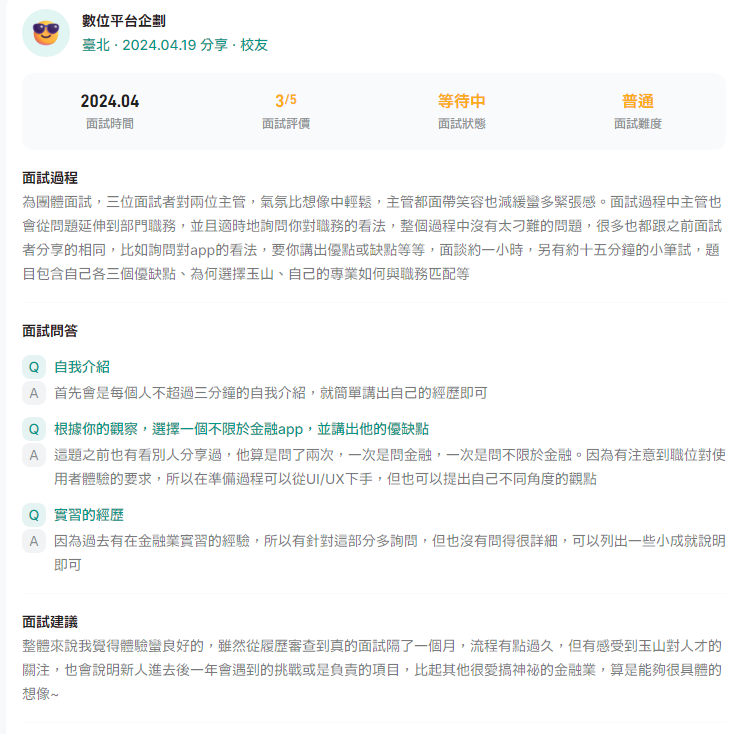 數位平台企劃
臺北 · 2024.04.19 分享 · 校友
2024.04
3/5
等待中
普通
面試時間
面試評價
面試狀態
面試難度
面試過程
為團體面試，三位面試者對兩位主管，氣氛比想像中輕鬆，主管都面帶笑容也減緩蠻多緊張感。面試過程中主管也
會從問題延伸到部門職務，並且適時地詢問你對職務的看法，整個過程中沒有太刁難的問題，很多也都跟之前面試
者分享的相同，比如詢問對app的看法，要你講出優點或缺點等等，面談約一小時，另有約十五分鐘的小筆試，題
目包含自己各三個優缺點、為何選擇玉山、自己的專業如何與職務匹配等
面試問答
Q 自我介紹
A 首先會是每個人不超過三分鐘的自我介紹，就簡單講出自己的經歷即可
Q 根據你的觀察，選擇一個不限於金融app，並講出他的優缺點
A 這題之前也有看別人分享過，他算是問了兩次，一次是問金融，一次是問不限於金融。因為有注意到職位對使
用者體驗的要求，所以在準備過程可以從UI/UX下手，但也可以提出自己不同角度的觀點
Q 實習的經歷
A 因為過去有在金融業實習的經驗，所以有針對這部分多詢問，但也沒有問得很詳細，可以列出一些小成就說明
即可
面試建議
整體來說我覺得體驗蠻良好的，雖然從履歷審查到真的面試隔了一個月，流程有點過久，但有感受到玉山對人才的
關注，也會說明新人進去後一年會遇到的挑戰或是負責的項目，比起其他很愛搞神祕的金融業，算是能夠很具體的
想像~